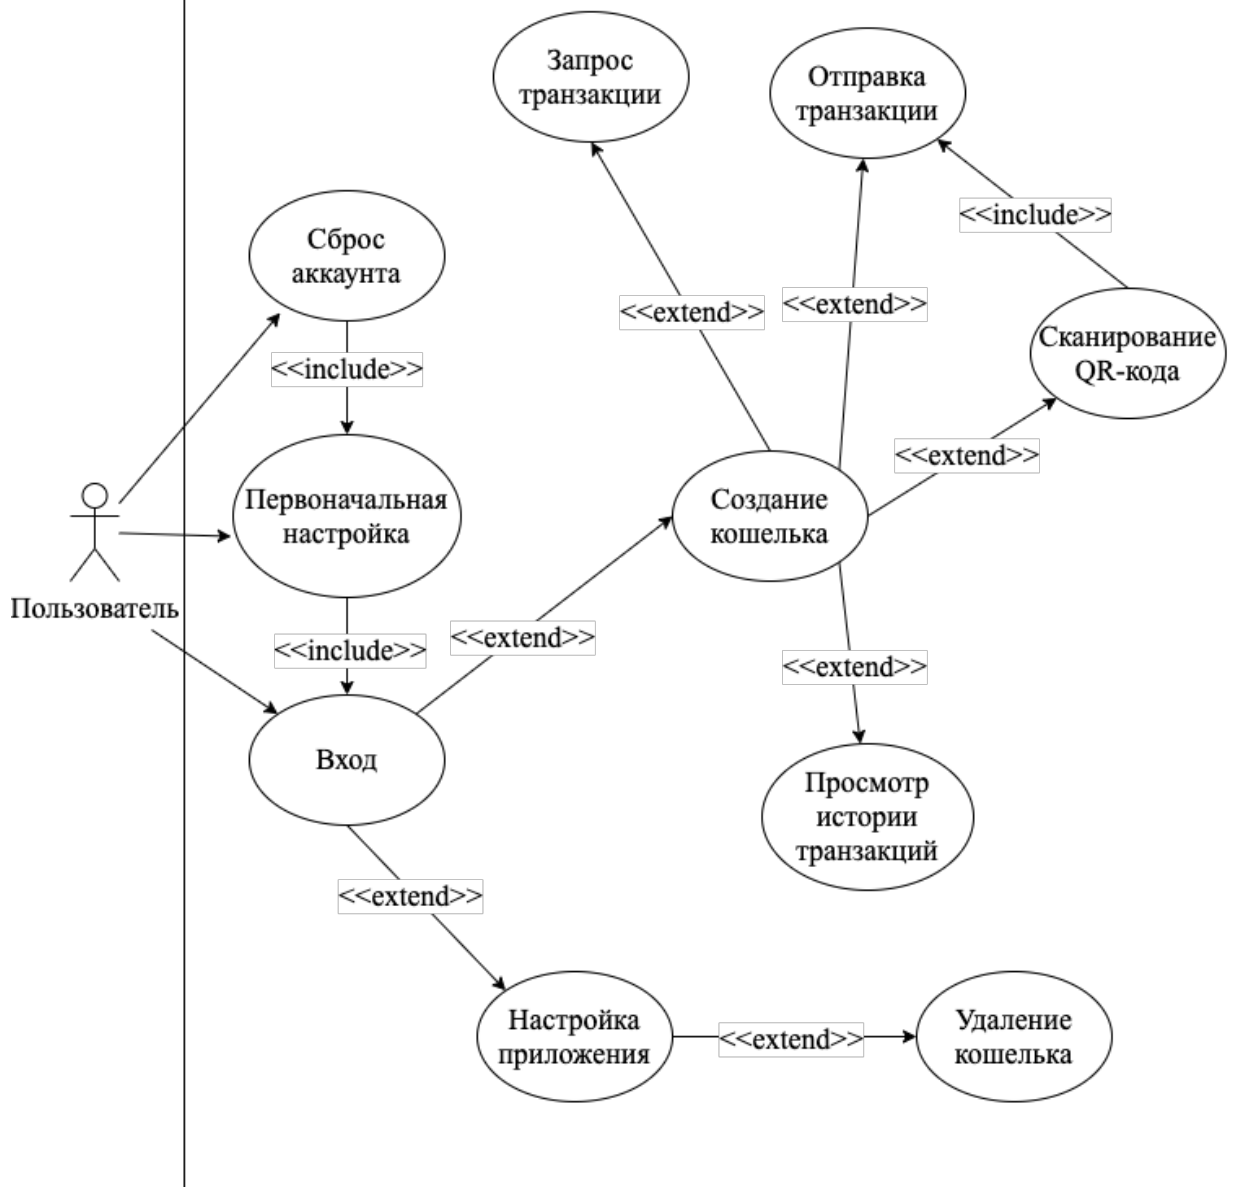 Запрос
транзакции
Отправка
транзакции
<<include>>
Сброс
аккаунта
<<extend>>
<<extend>>
Сканирование
QR-кода
<<include>>
<<extend>>
Первоначальная
настройка
Создание
кошелька
Пользователь
<<include>>
<<extend>>
<<extend>>
Вход
Просмотр
истории
транзакций
<<extend>>
Настройка
приложения
<<extend>>
Удаление
кошелька